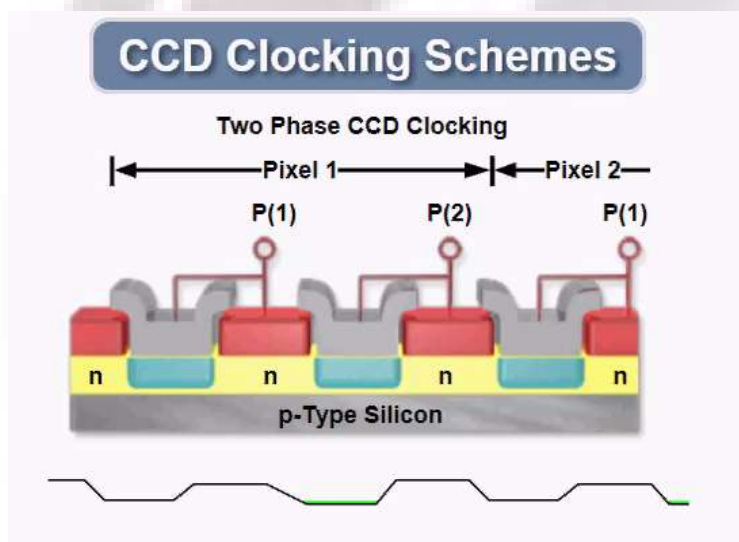 CCD Clocking Schemes
Two Phase CCD Clocking
Pixel 1 Pixel 2
P(1) P(2) P(1)
n n n n
p-Type Silicon